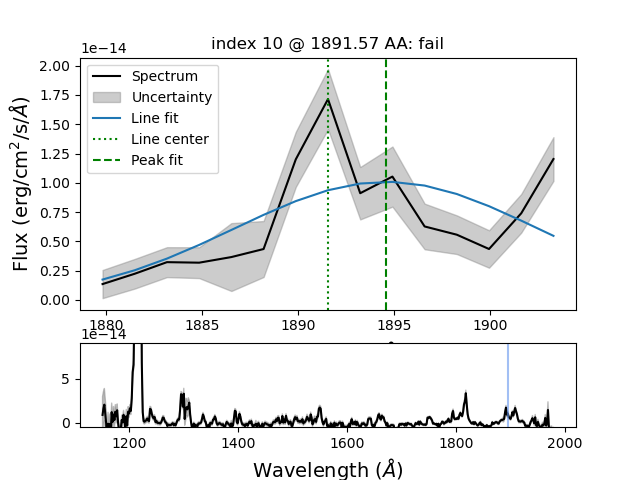 index 10 @ 1891.57 AA: fail
1e−14
2.00
1.75
1.50
1.25
1.00
0.75
0.50
0.25
0.00
Flux (erg/cm²/s/Å)
Spectrum
Uncertainty
Line fit
Line center
Peak fit
1880 1885 1890 1895 1900
1e−14
5
0
1200 1400 1600 1800 2000
Wavelength (Å)